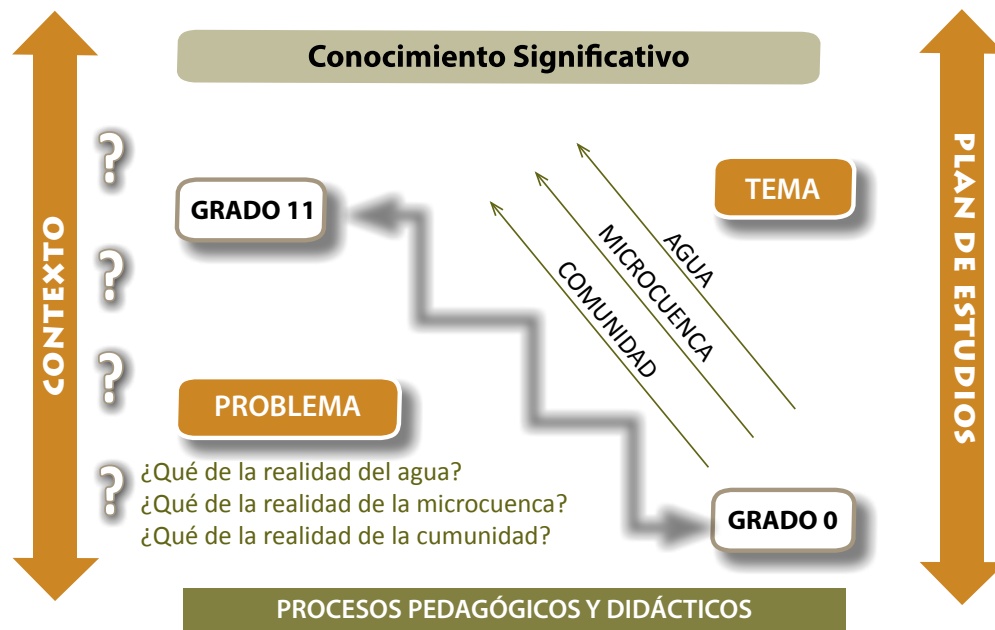 Conocimiento Significativo
CONTEXTO
PLAN DE ESTUDIOS
?
?
?
?
GRADO 11
TEMA
AGUA
MICROCUENCA
COMUNIDAD
PROBLEMA
¿Qué de la realidad del agua?
¿Qué de la realidad de la microcuenca?
¿Qué de la realidad de la cumunidad?
GRADO 0
PROCESOS PEDAGÓGICOS Y DIDÁCTICOS